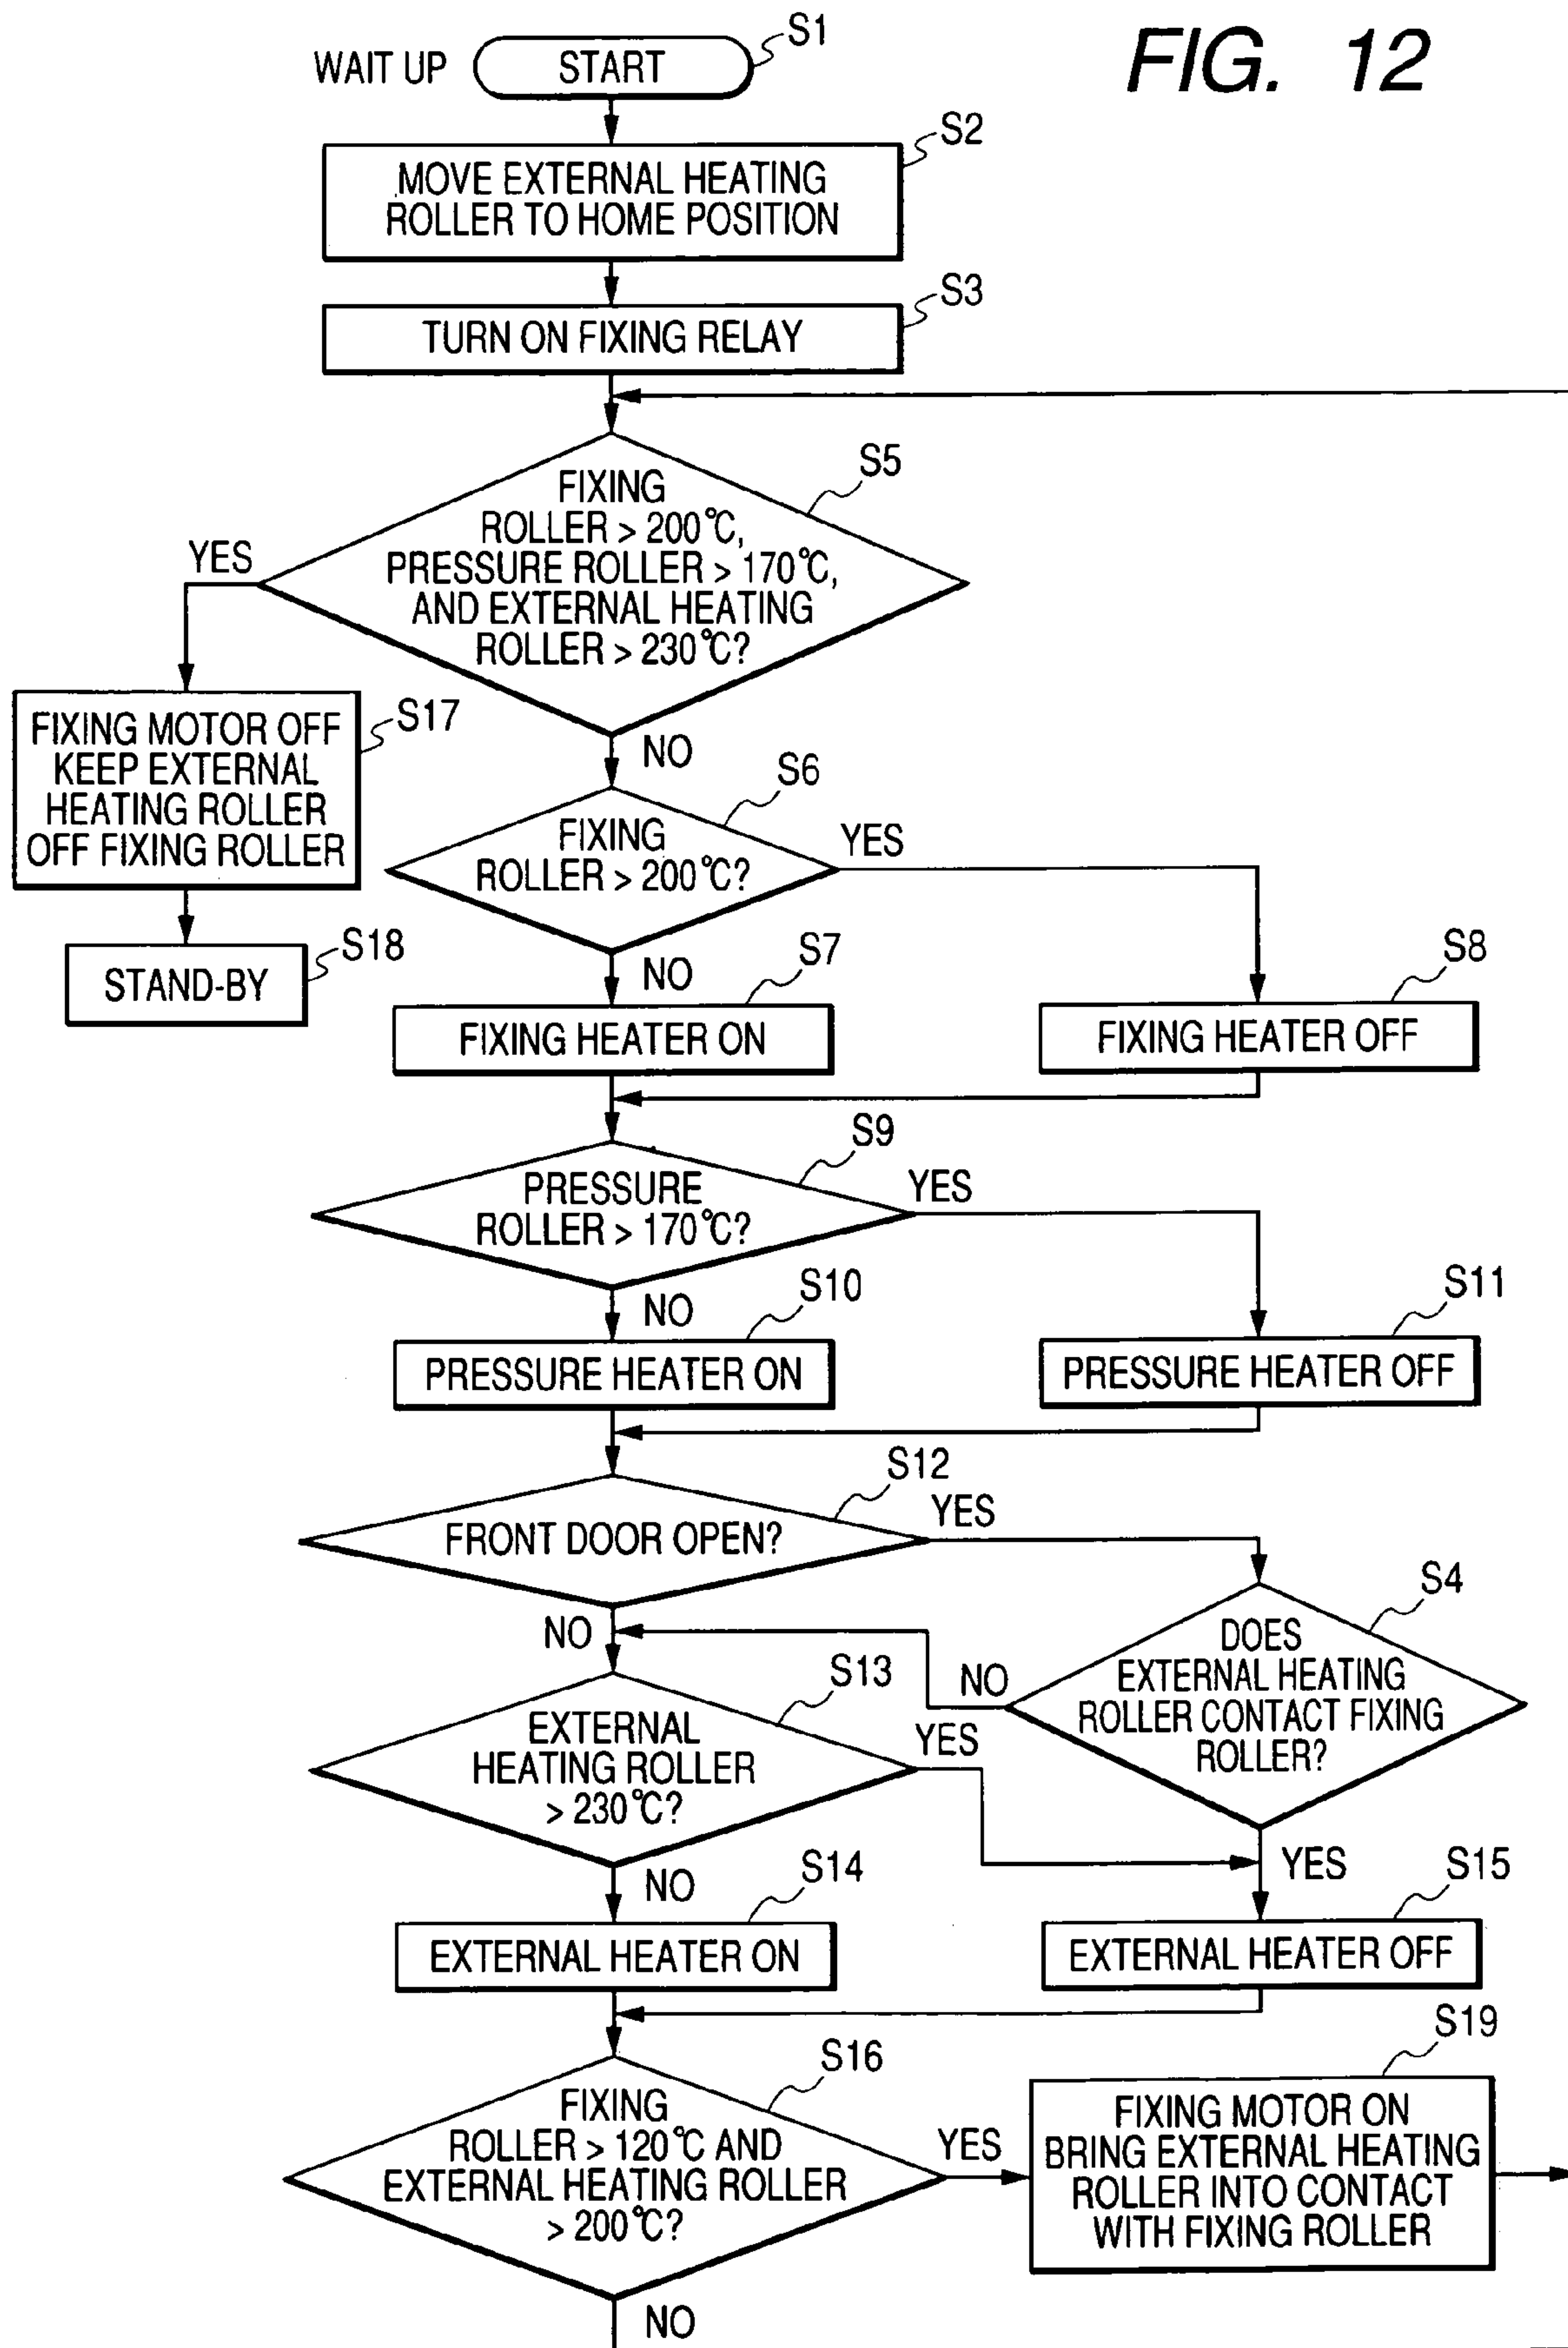 FIG. 12
WAIT UP
START
S1
S2
MOVE EXTERNAL HEATING
ROLLER TO HOME POSITION
S3
TURN ON FIXING RELAY
S5
FIXING
ROLLER > 200℃,
PRESSURE ROLLER > 170℃,
AND EXTERNAL HEATING
ROLLER > 230℃?
YES
S17
FIXING MOTOR OFF
KEEP EXTERNAL
HEATING ROLLER
OFF FIXING ROLLER
NO
S6
FIXING
ROLLER > 200℃?
YES
S18
STAND-BY
NO
S7
FIXING HEATER ON
S8
FIXING HEATER OFF
S9
PRESSURE
ROLLER > 170℃?
YES
NO
S10
PRESSURE HEATER ON
S11
PRESSURE HEATER OFF
S12
FRONT DOOR OPEN?
YES
S4
DOES
EXTERNAL HEATING
ROLLER CONTACT FIXING
ROLLER?
NO
NO
S13
EXTERNAL
HEATING ROLLER
> 230℃?
YES
YES
NO
S14
EXTERNAL HEATER ON
S15
EXTERNAL HEATER OFF
S16
FIXING
ROLLER > 120℃ AND
EXTERNAL HEATING ROLLER
> 200℃?
YES
S19
FIXING MOTOR ON
BRING EXTERNAL HEATING
ROLLER INTO CONTACT
WITH FIXING ROLLER
NO